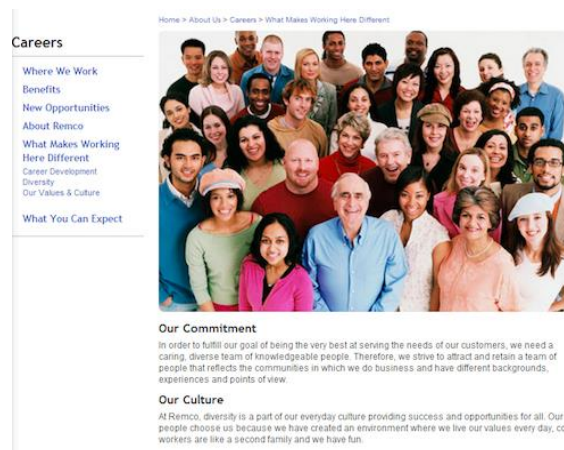 Home > About Us > Careers > What Makes Working Here Different
Careers
Where We Work
Benefits
New Opportunities
About Remco
What Makes Working
Here Different
Career Development
Diversity
Our Values & Culture
What You Can Expect
Our Commitment
In order to fulfill our goal of being the very best at serving the needs of our customers, we need a
caring, diverse team of knowledgeable people. Therefore, we strive to attract and retain a team of
people that reflects the communities in which we do business and have different backgrounds,
experiences and points of view.
Our Culture
At Remco, diversity is a part of our everyday culture providing success and opportunities for all. Our
people choose us because we have created an environment where we live our values every day, co
workers are like a second family and we have fun.